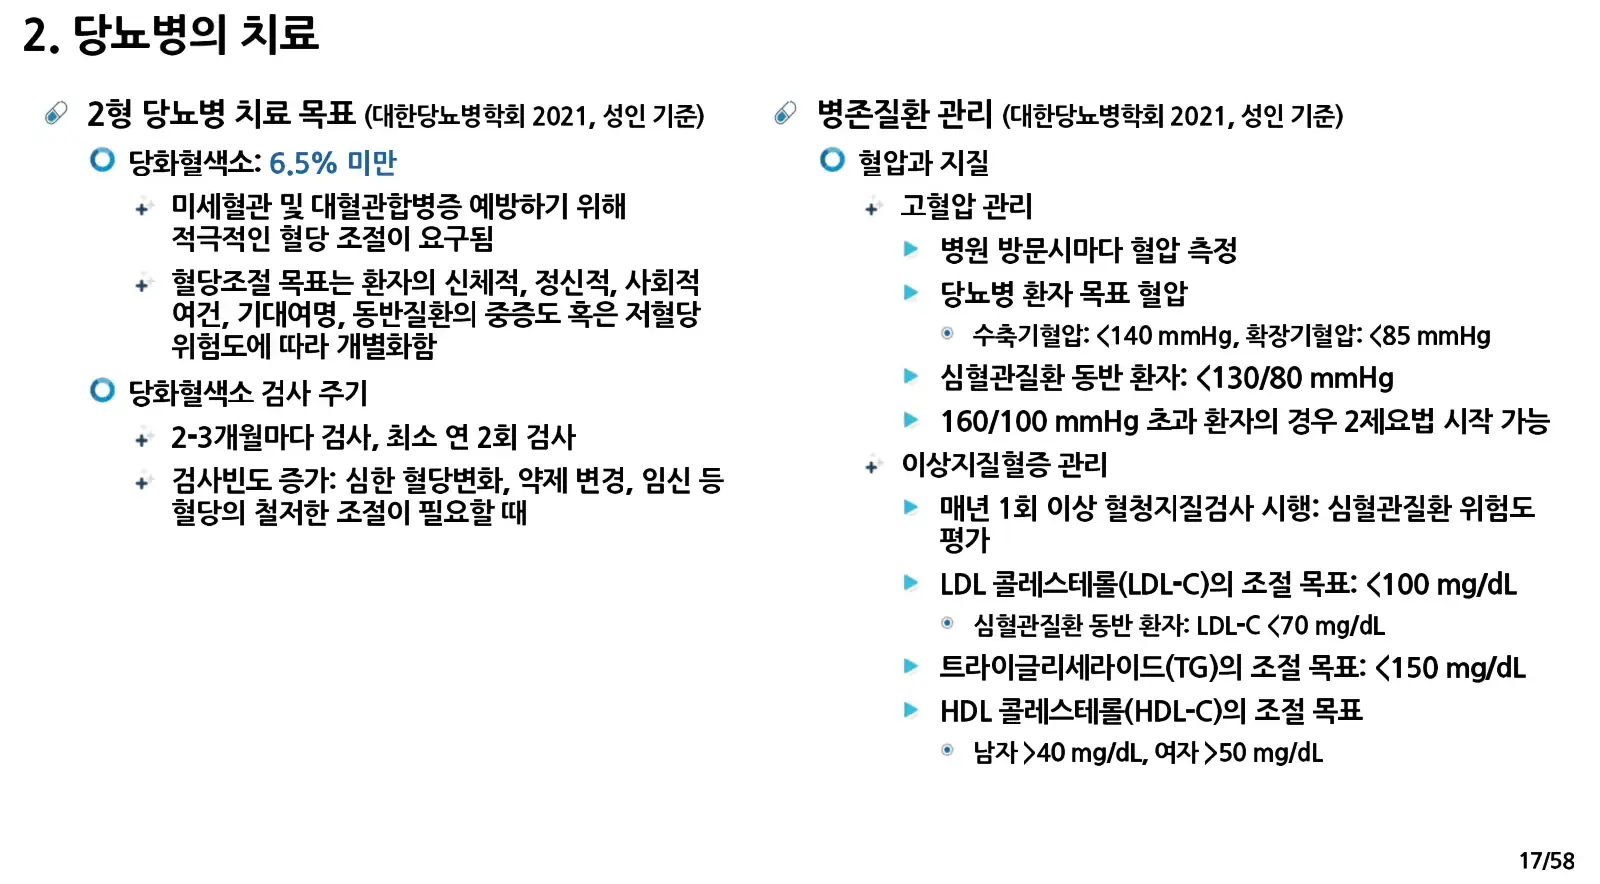 2. 당뇨병의 치료
2형 당뇨병 치료 목표 (대한당뇨병학회 2021, 성인 기준)
당화혈색소: 6.5% 미만
미세혈관 및 대혈관합병증 예방하기 위해
적극적인 혈당 조절이 요구됨
혈당조절 목표는 환자의 신체적, 정신적, 사회적
여건, 기대여명, 동반질환의 중증도 혹은 저혈당
위험도에 따라 개별화함
당화혈색소 검사 주기
2-3개월마다 검사, 최소 연 2회 검사
검사빈도 증가: 심한 혈당변화, 약제 변경, 임신 등
혈당의 철저한 조절이 필요할 때
병존질환 관리 (대한당뇨병학회 2021, 성인 기준)
혈압과 지질
고혈압 관리
병원 방문시마다 혈압 측정
당뇨병 환자 목표 혈압
수축기혈압: <140 mmHg, 확장기혈압: <85 mmHg
심혈관질환 동반 환자: <130/80 mmHg
160/100 mmHg 초과 환자의 경우 2제요법 시작 가능
이상지질혈증 관리
매년 1회 이상 혈청지질검사 시행: 심혈관질환 위험도
평가
LDL 콜레스테롤(LDL-C)의 조절 목표: <100 mg/dL
심혈관질환 동반 환자: LDL-C <70 mg/dL
트라이글리세라이드(TG)의 조절 목표: <150 mg/dL
HDL 콜레스테롤(HDL-C)의 조절 목표
남자 >40 mg/dL, 여자 >50 mg/dL
17/58